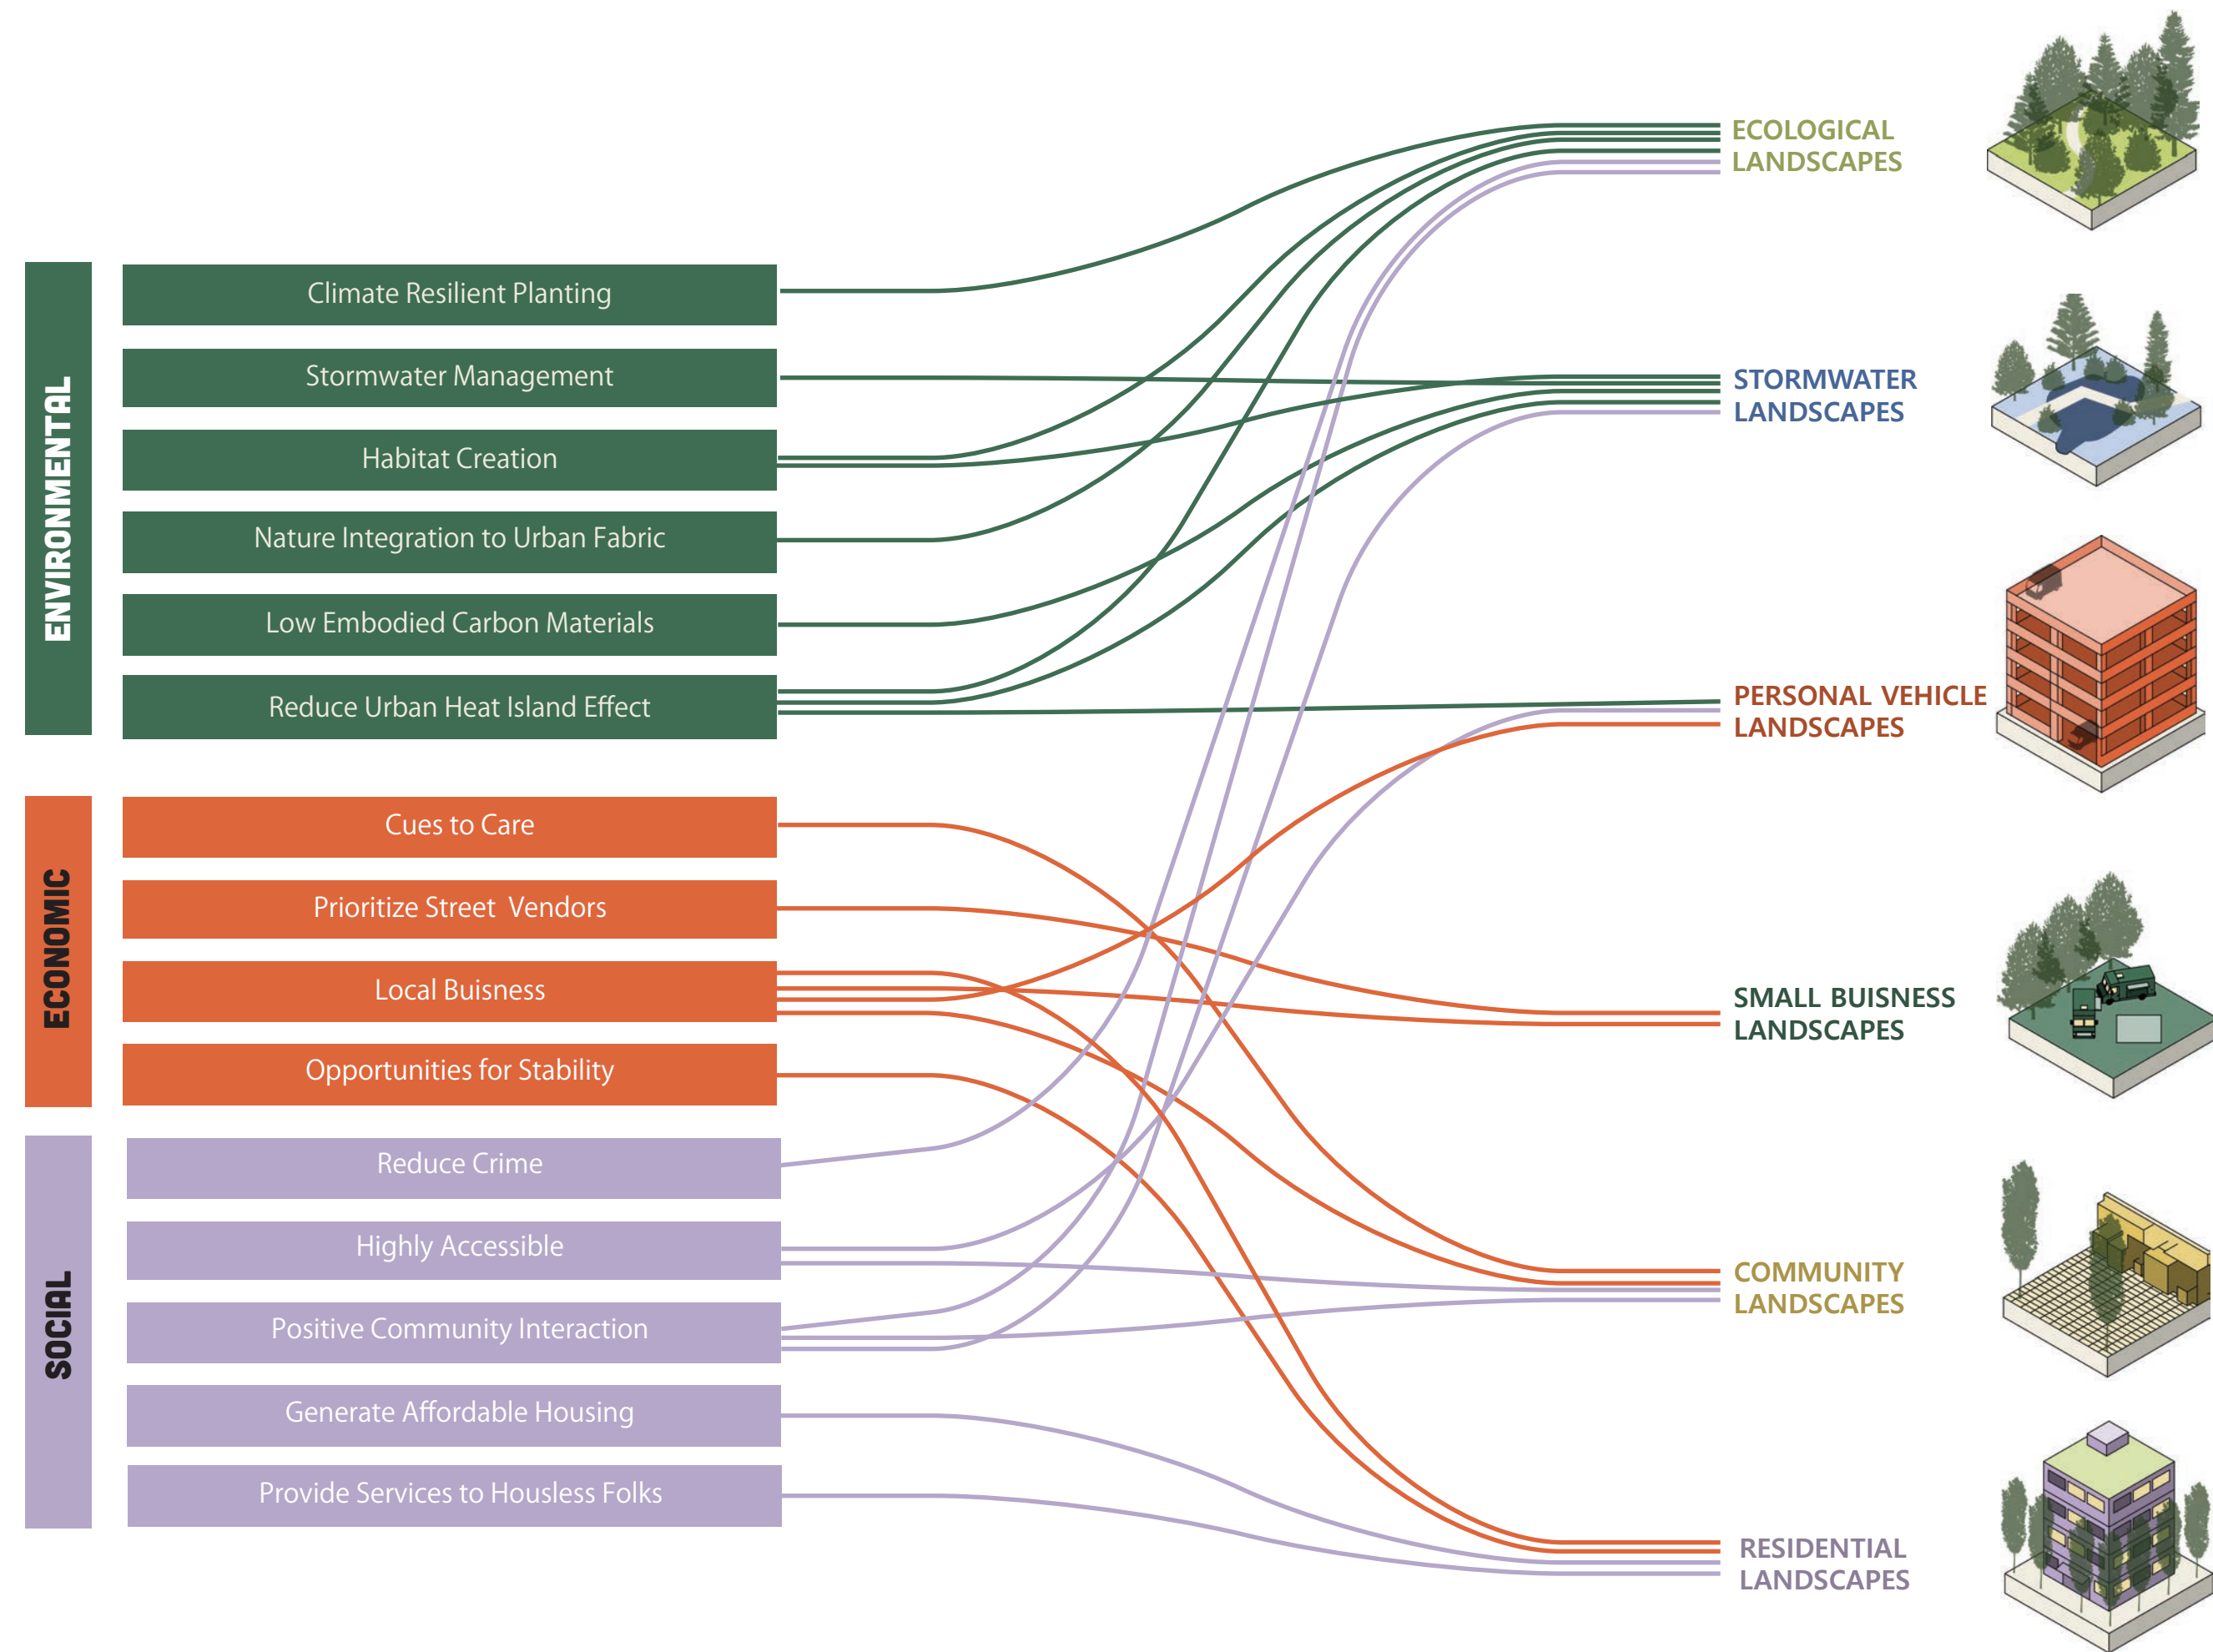 ENVIRONMENTAL
Climate Resilient Planting
Stormwater Management
Habitat Creation
Nature Integration to Urban Fabric
Low Embodied Carbon Materials
Reduce Urban Heat Island Effect
ECONOMIC
Cues to Care
Prioritize Street Vendors
Local Buisness
Opportunities for Stability
SOCIAL
Reduce Crime
Highly Accessible
Positive Community Interaction
Generate Affordable Housing
Provide Services to Housless Folks
ECOLOGICAL
LANDSCAPES
STORMWATER
LANDSCAPES
PERSONAL VEHICLE
LANDSCAPES
SMALL BUISNESS
LANDSCAPES
COMMUNITY
LANDSCAPES
RESIDENTIAL
LANDSCAPES